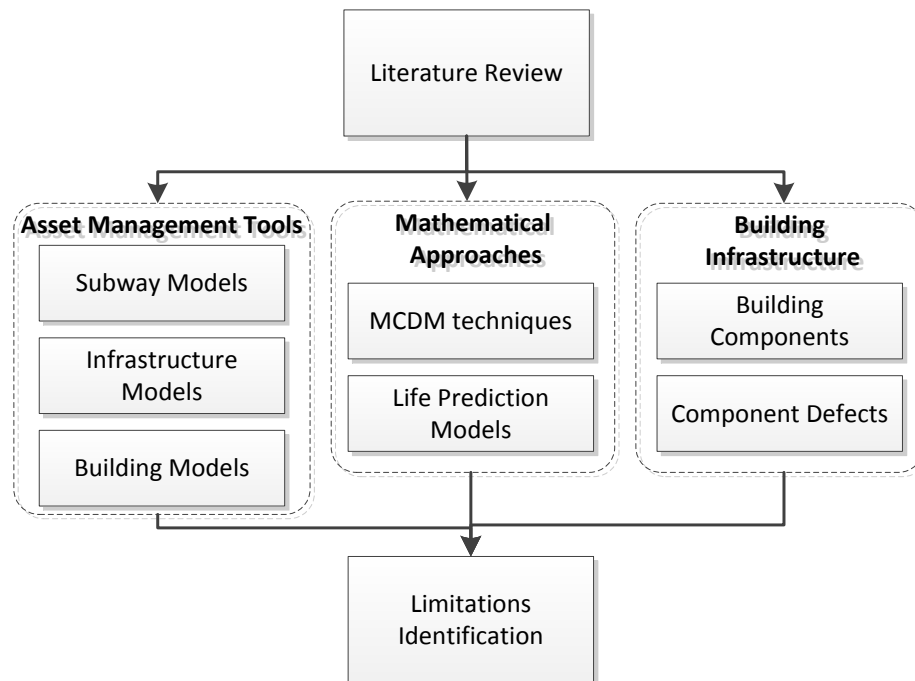 Literature Review
Asset Management Tools
Subway Models
Infrastructure
Models
Building Models
Mathematical
Approaches
MCDM techniques
Life Prediction
Models
Building
Infrastructure
Building
Components
Component Defects
Limitations
Identification